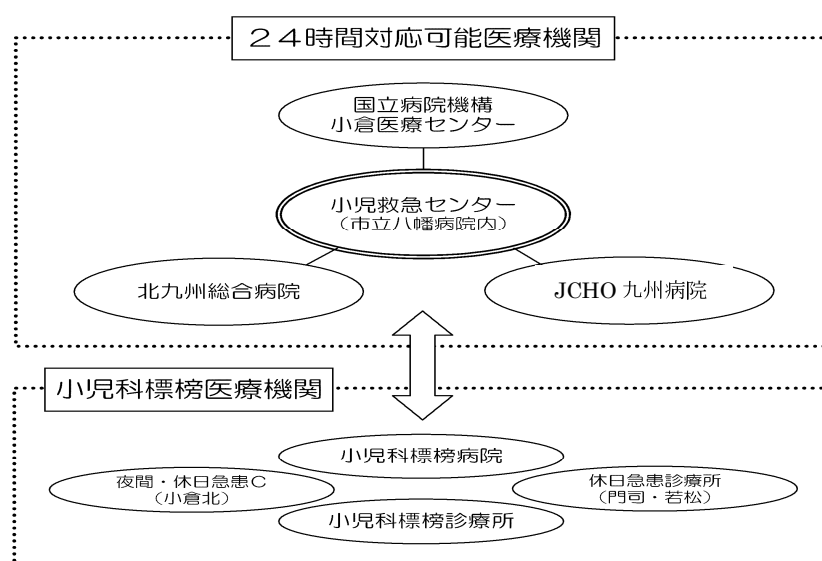 ２４時間対応可能医療機関
国立病院機構
小倉医療センター
小児救急センター
（市立八幡病院内）
北九州総合病院
JCHO 九州病院
小児科標榜医療機関
小児科標榜病院
夜間・休日急患Ｃ
（小倉北）
休日急患診療所
（門司・若松）
小児科標榜診療所